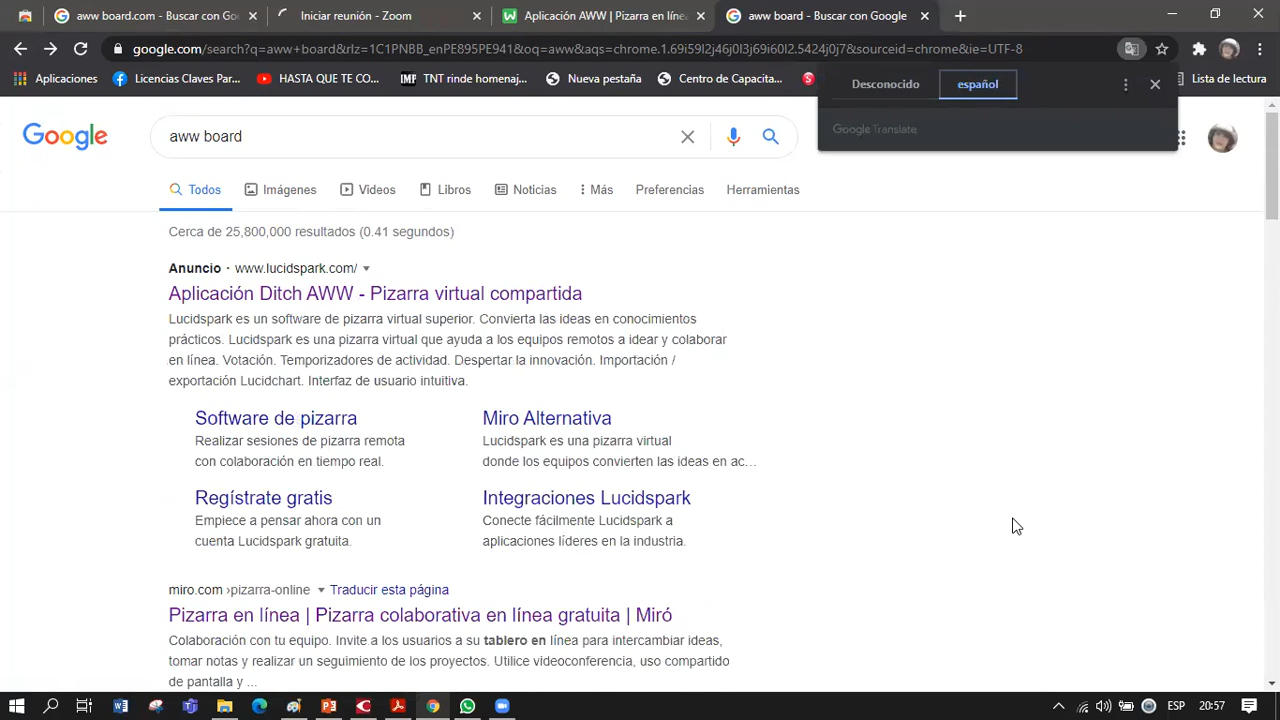 aww board.com - Buscar con Go
Iniciar reunión - Zoom
Aplicación AWW | Pizarra en líne
aww board - Buscar con Google
google.com/search?q=aww+board&rlz=1C1PNBB_enPE895PE941&oq=aww&aqs=chrome.1.69i59l2j46j0l3j69i60l2.5424j0j7&sourceid=chrome&ie=UTF-8
Aplicaciones
Licencias Claves Par...
HASTA QUE TE CO...
TNT rinde homenaj...
Nueva pestaña
Centro de Capacita...
Lista de lectura
Desconocido
español
Google Translate
Google
aww board
Todos
Imágenes
Videos
Libros
Noticias
Más
Preferencias
Herramientas
Cerca de 25,800,000 resultados (0.41 segundos)
Anuncio · www.lucidspark.com/
Aplicación Ditch AWW - Pizarra virtual compartida
Lucidspark es un software de pizarra virtual superior. Convierta las ideas en conocimientos
prácticos. Lucidspark es una pizarra virtual que ayuda a los equipos remotos a idear y colaborar
en línea. Votación. Temporizadores de actividad. Despertar la innovación. Importación /
exportación Lucidchart. Interfaz de usuario intuitiva.
Software de pizarra
Realizar sesiones de pizarra remota
con colaboración en tiempo real.
Miro Alternativa
Lucidspark es una pizarra virtual
donde los equipos convierten las ideas en ac...
Regístrate gratis
Empiece a pensar ahora con un
cuenta Lucidspark gratuita.
Integraciones Lucidspark
Conecte fácilmente Lucidspark a
aplicaciones líderes en la industria.
miro.com ›pizarra-online
Traducir esta página
Pizarra en línea | Pizarra colaborativa en línea gratuita | Miró
Colaboración con tu equipo. Invite a los usuarios a su tablero en línea para intercambiar ideas,
tomar notas y realizar un seguimiento de los proyectos. Utilice videoconferencia, uso compartido
de pantalla y ...
ESP
20:57